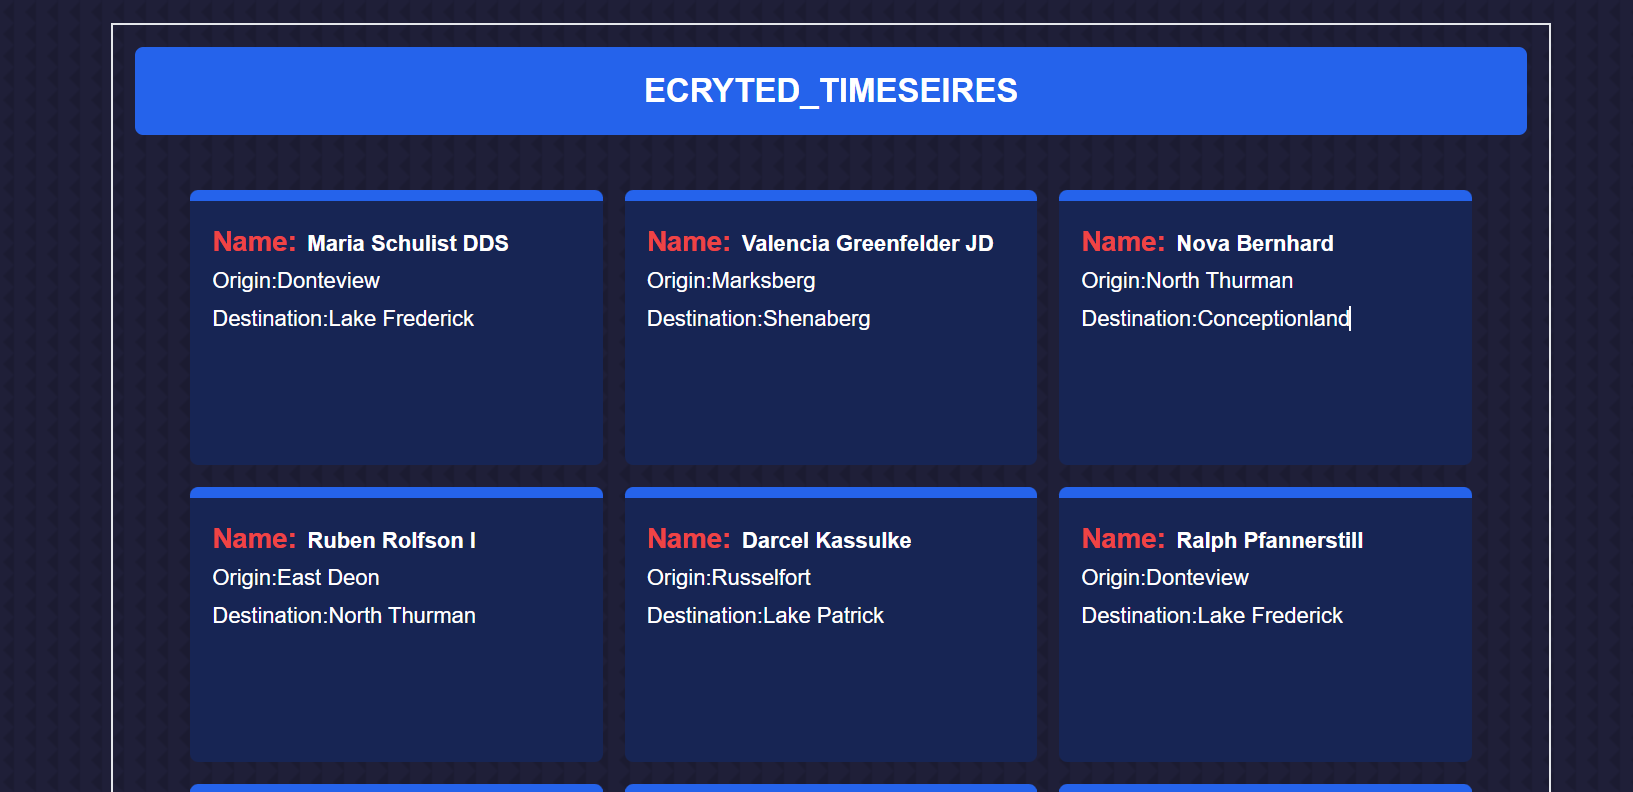 ECRYTED_TIMESEIRES
Name: Maria Schulist DDS
Origin:Donteview
Destination:Lake Frederick
Name: Valencia Greenfelder JD
Origin:Marksberg
Destination:Shenaberg
Name: Nova Bernhard
Origin:North Thurman
Destination:Conceptionland
Name: Ruben Rolfson I
Origin:East Deon
Destination:North Thurman
Name: Darcel Kassulke
Origin:Russelfort
Destination:Lake Patrick
Name: Ralph Pfannerstill
Origin:Donteview
Destination:Lake Frederick